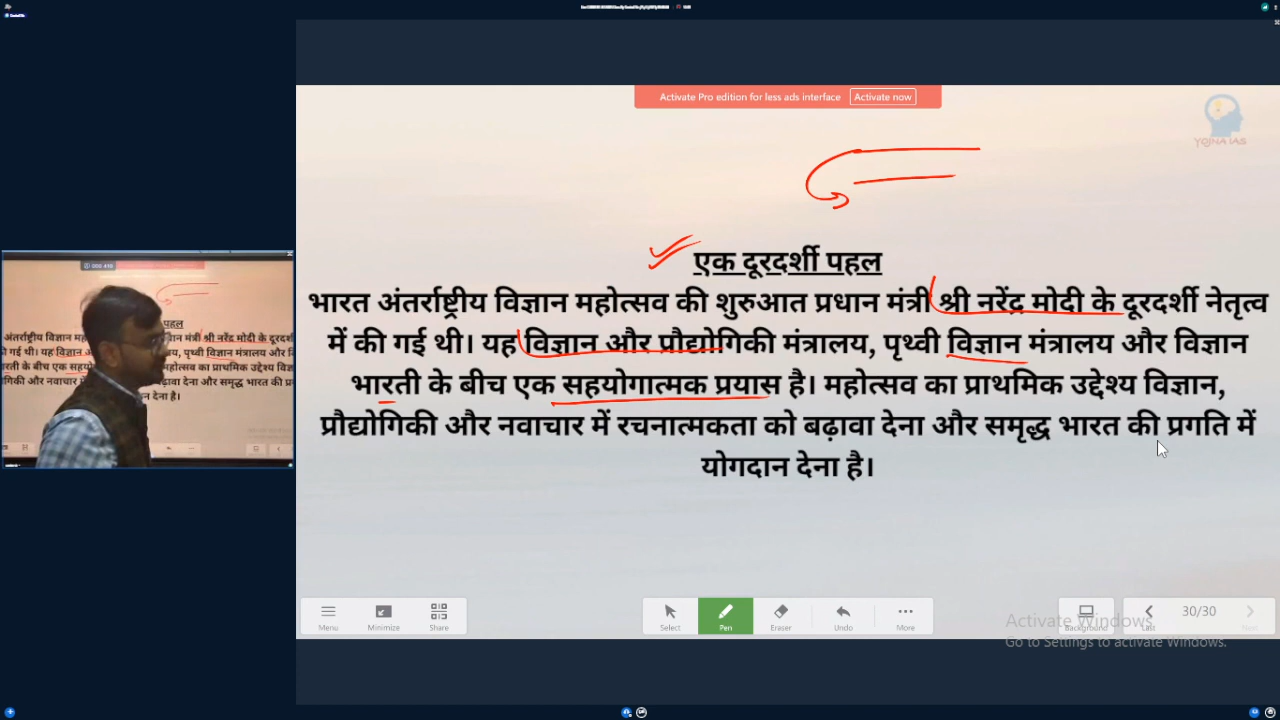 Activate Pro edition for less ads interface Activate now
YOJNA IAS
एक दूरदर्शी पहल
भारत अंतर्राष्ट्रीय विज्ञान महोत्सव की शुरुआत प्रधान मंत्री श्री नरेंद्र मोदी के दूरदर्शी नेतृत्व
में की गई थी। यह विज्ञान और प्रौद्योगिकी मंत्रालय, पृथ्वी विज्ञान मंत्रालय और विज्ञान
भारती के बीच एक सहयोगात्मक प्रयास है। महोत्सव का प्राथमिक उद्देश्य विज्ञान,
प्रौद्योगिकी और नवाचार में रचनात्मकता को बढ़ावा देना और समृद्ध भारत की प्रगति में
योगदान देना है।
Menu Minimize Share Select Pen Eraser Undo More Background Last 30/30 Next
Activate Windows
Go to Settings to activate Windows.